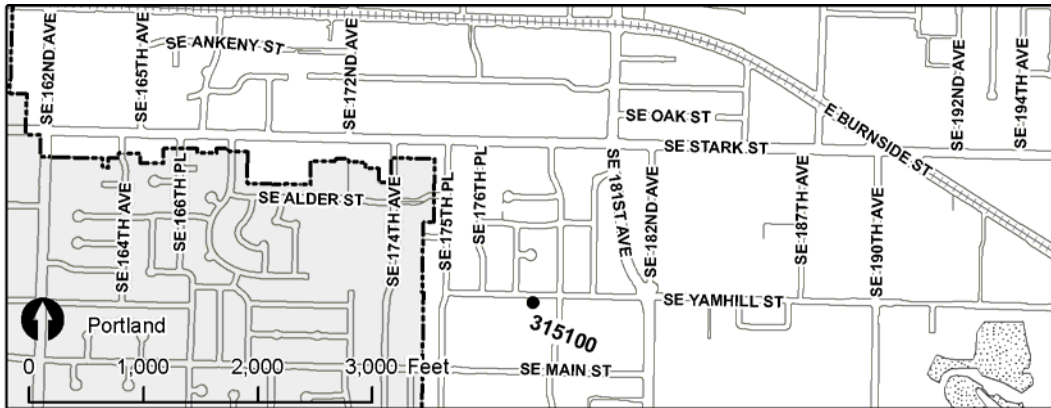 SE 162ND AVE
SE 165TH AVE
SE ANKENY ST
SE 172ND AVE
SE 192ND AVE
SE 194TH AVE
SE OAK ST
E BURNSIDE ST
SE STARK ST
SE 164TH AVE
SE 166TH PL
SE ALDER ST
SE 174TH AVE
SE 175TH PL
SE 176TH PL
SE 181ST AVE
SE 182ND AVE
SE 187TH AVE
SE 190TH AVE
SE YAMHILL ST
315100
Portland
SE MAIN ST
0 1,000 2,000 3,000 Feet